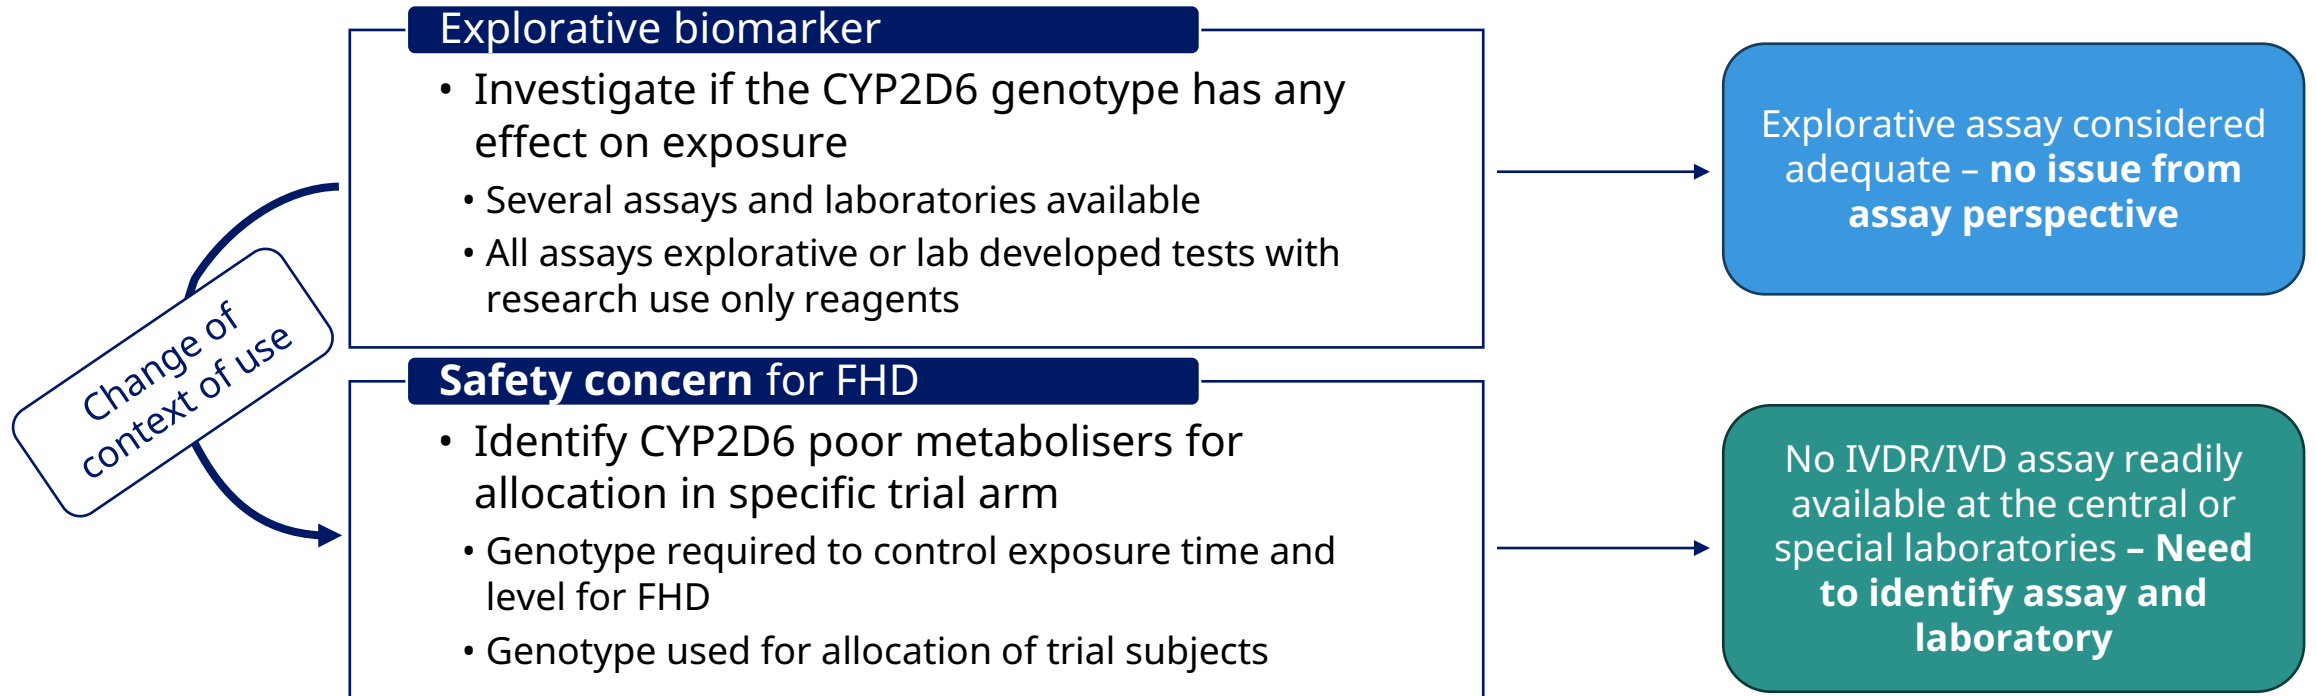 Explorative biomarker
• Investigate if the CYP2D6 genotype has any
effect on exposure
• Several assays and laboratories available
• All assays explorative or lab developed tests with
research use only reagents
Explorative assay considered
adequate – no issue from
assay perspective
Change of
context of use
Safety concern for FHD
• Identify CYP2D6 poor metabolisers for
allocation in specific trial arm
• Genotype required to control exposure time and
level for FHD
• Genotype used for allocation of trial subjects
No IVDR/IVD assay readily
available at the central or
special laboratories – Need
to identify assay and
laboratory